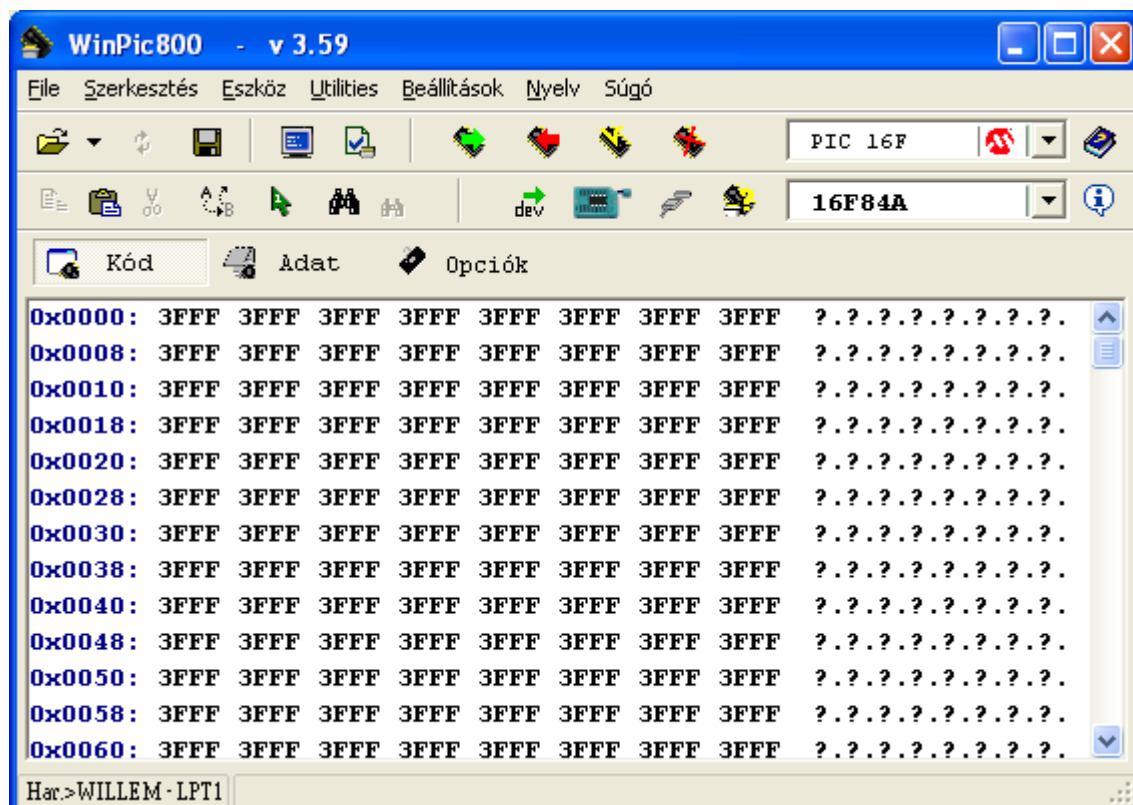 WinPic800 - v 3.59
File Szerkesztés Eszköz Utilities Beállítások Nyelv Súgó
PIC 16F
A B dev 16F84A
Kód Adat Opciók
0x0000: 3FFF 3FFF 3FFF 3FFF 3FFF 3FFF 3FFF 3FFF ?.?.?.?.?.?.?.?.
0x0008: 3FFF 3FFF 3FFF 3FFF 3FFF 3FFF 3FFF 3FFF ?.?.?.?.?.?.?.?.
0x0010: 3FFF 3FFF 3FFF 3FFF 3FFF 3FFF 3FFF 3FFF ?.?.?.?.?.?.?.?.
0x0018: 3FFF 3FFF 3FFF 3FFF 3FFF 3FFF 3FFF 3FFF ?.?.?.?.?.?.?.?.
0x0020: 3FFF 3FFF 3FFF 3FFF 3FFF 3FFF 3FFF 3FFF ?.?.?.?.?.?.?.?.
0x0028: 3FFF 3FFF 3FFF 3FFF 3FFF 3FFF 3FFF 3FFF ?.?.?.?.?.?.?.?.
0x0030: 3FFF 3FFF 3FFF 3FFF 3FFF 3FFF 3FFF 3FFF ?.?.?.?.?.?.?.?.
0x0038: 3FFF 3FFF 3FFF 3FFF 3FFF 3FFF 3FFF 3FFF ?.?.?.?.?.?.?.?.
0x0040: 3FFF 3FFF 3FFF 3FFF 3FFF 3FFF 3FFF 3FFF ?.?.?.?.?.?.?.?.
0x0048: 3FFF 3FFF 3FFF 3FFF 3FFF 3FFF 3FFF 3FFF ?.?.?.?.?.?.?.?.
0x0050: 3FFF 3FFF 3FFF 3FFF 3FFF 3FFF 3FFF 3FFF ?.?.?.?.?.?.?.?.
0x0058: 3FFF 3FFF 3FFF 3FFF 3FFF 3FFF 3FFF 3FFF ?.?.?.?.?.?.?.?.
0x0060: 3FFF 3FFF 3FFF 3FFF 3FFF 3FFF 3FFF 3FFF ?.?.?.?.?.?.?.?.
Har.>WILLEM - LPT1